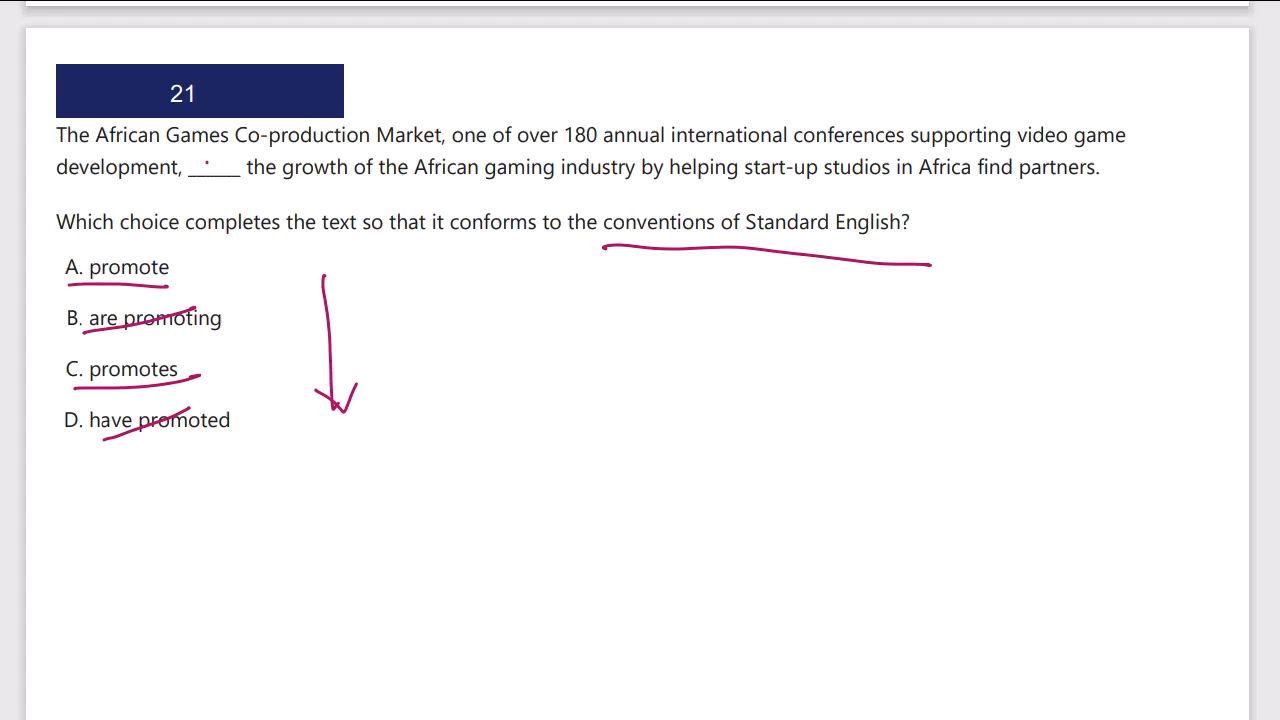 21
The African Games Co-production Market, one of over 180 annual international conferences supporting video game
development, _____ the growth of the African gaming industry by helping start-up studios in Africa find partners.
Which choice completes the text so that it conforms to the conventions of Standard English?
A. promote
B. are promoting
C. promotes
D. have promoted